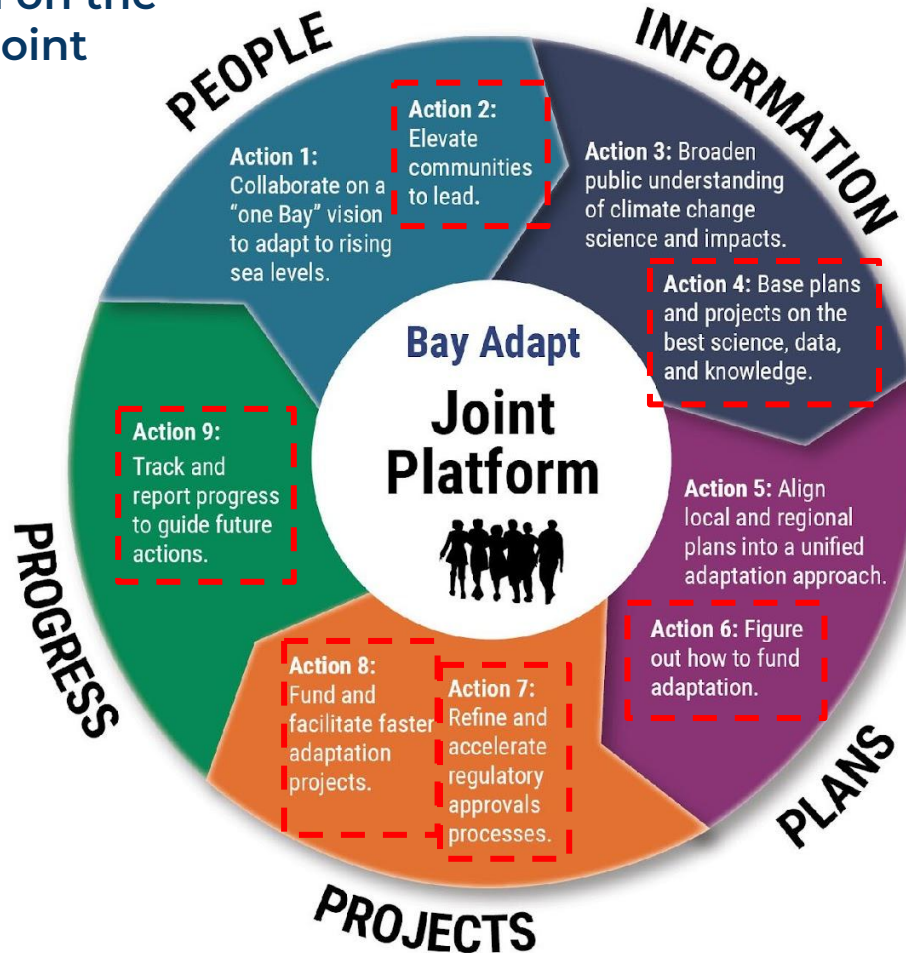 on the
oint
PEOPLE
Action 1:
Collaborate on a
“one Bay” vision
to adapt to rising
sea levels.
Action 2:
Elevate
communities
to lead.
INFORMATION
Action 3: Broaden
public understanding
of climate change
science and impacts.
Action 4: Base plans
and projects on the
best science, data,
and knowledge.
Bay Adapt
Joint
Platform
Action 5: Align
local and regional
plans into a unified
adaptation approach.
Action 6: Figure
out how to fund
adaptation.
PLANS
Action 7:
Refine and
accelerate
regulatory
approvals
processes.
Action 8:
Fund and
facilitate faster
adaptation
projects.
PROJECTS
Action 9:
Track and
report progress
to guide future
actions.
PROGRESS